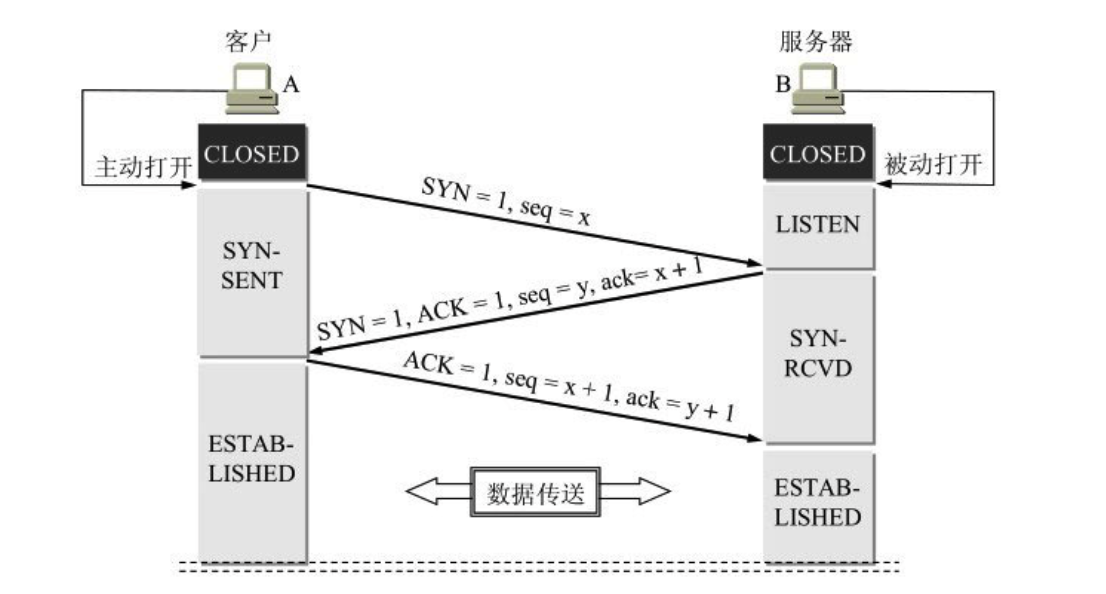 客户
服务器
A
B
CLOSED
CLOSED
主动打开
被动打开
SYN = 1, seq = x
LISTEN
SYN-
SENT
SYN = 1, ACK = 1, seq = y, ack= x + 1
SYN-
RCVD
ACK = 1, seq = x + 1, ack = y + 1
ESTAB-
LISHED
数据传送
ESTAB-
LISHED